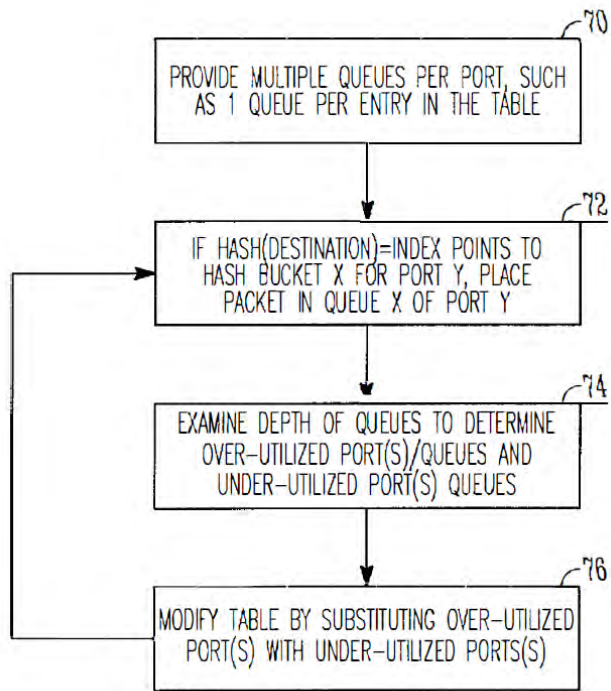 70
PROVIDE MULTIPLE QUEUES PER PORT, SUCH
AS 1 QUEUE PER ENTRY IN THE TABLE
72
IF HASH(DESTINATION)=INDEX POINTS TO
HASH BUCKET X FOR PORT Y, PLACE
PACKET IN QUEUE X OF PORT Y
74
EXAMINE DEPTH OF QUEUES TO DETERMINE
OVER-UTILIZED PORT(S)/QUEUES AND
UNDER-UTILIZED PORT(S) QUEUES
76
MODIFY TABLE BY SUBSTITUTING OVER-UTILIZED
PORT(S) WITH UNDER-UTILIZED PORTS(S)